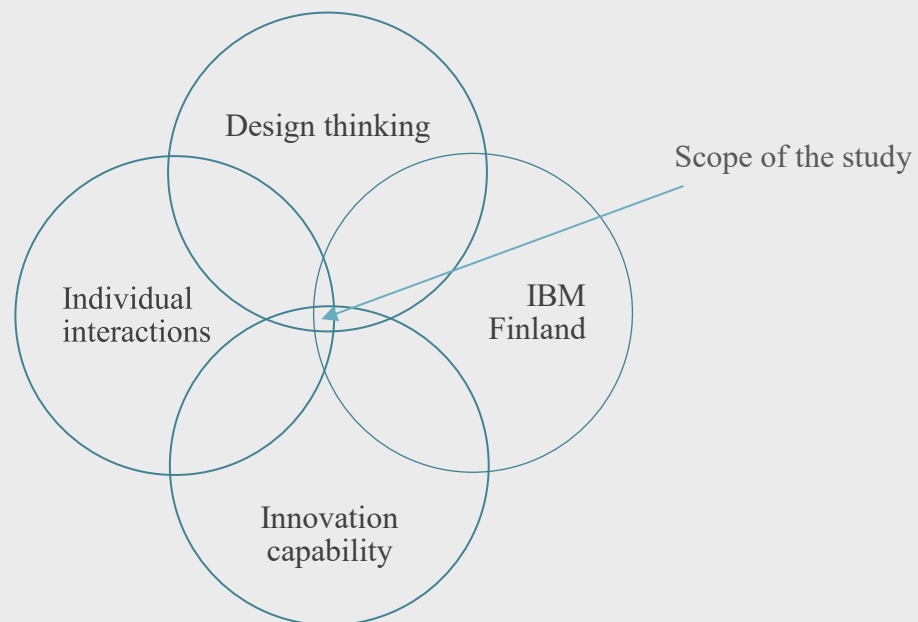 Design thinking
Scope of the study
Individual
interactions
IBM
Finland
Innovation
capability